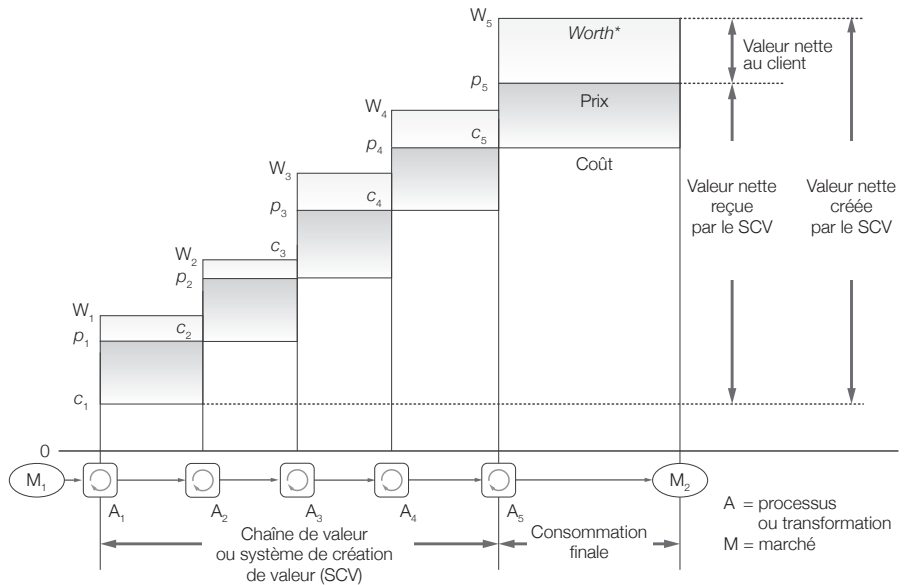 W5
Worth*
Valeur nette
au client
p5
Prix
W4
p4
c5
Coût
W3
p3
c4
Valeur nette
reçue
par le SCV
Valeur nette
créée
par le SCV
W2
c3
p2
W1
p1
c2
c1
0
M1
M2
A1
A2
A3
A4
A5
A = processus
ou transformation
M = marché
Chaîne de valeur
ou système de création
de valeur (SCV)
Consommation
finale